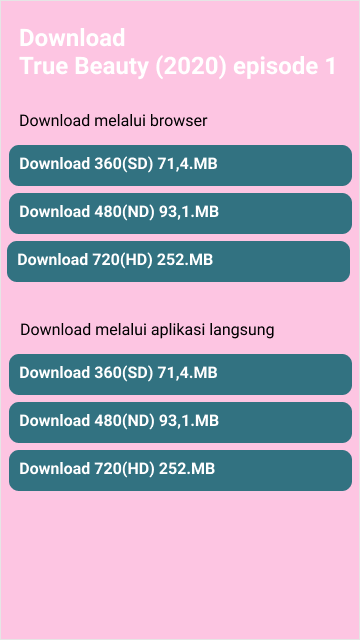 Download
True Beauty (2020) episode 1
Download melalui browser
Download 360(SD) 71,4.MB
Download 480(ND) 93,1.MB
Download 720(HD) 252.MB
Download melalui aplikasi langsung
Download 360(SD) 71,4.MB
Download 480(ND) 93,1.MB
Download 720(HD) 252.MB